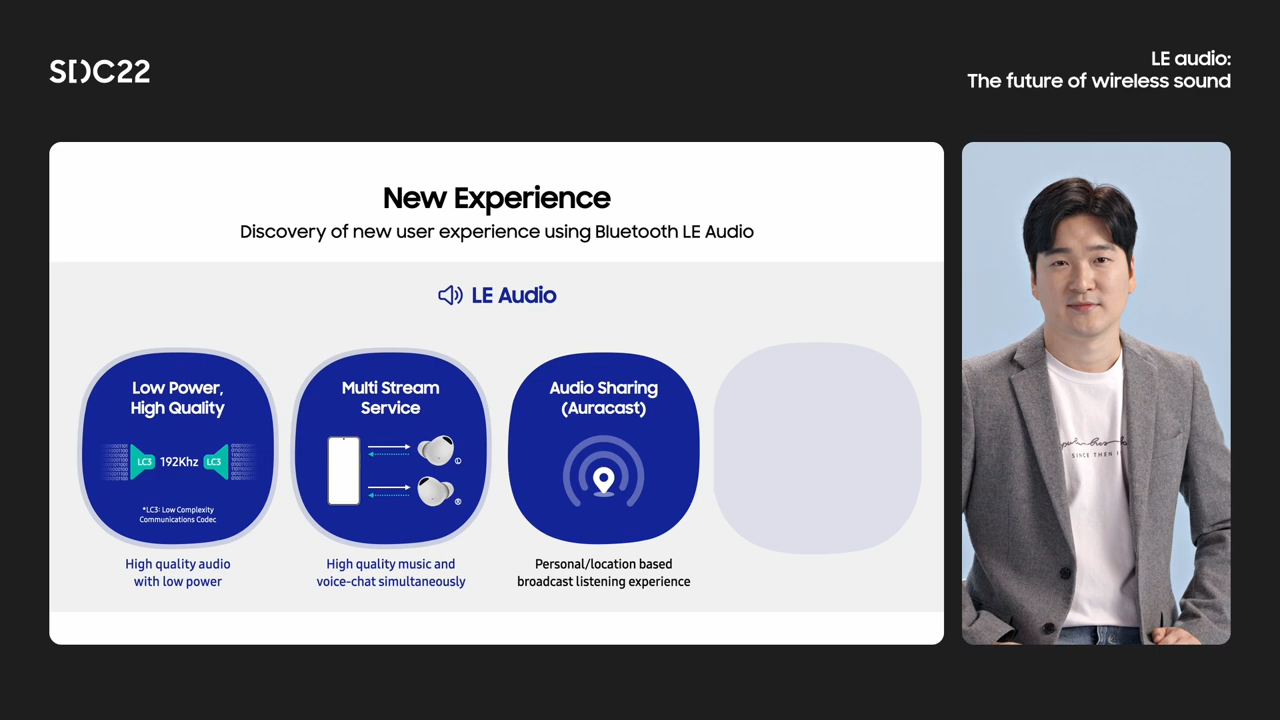 SDC22
LE audio:
The future of wireless sound
New Experience
Discovery of new user experience using Bluetooth LE Audio
LE Audio
Low Power,
High Quality
LC3 192Khz LC3
*LC3: Low Complexity
Communications Codec
High quality audio
with low power
Multi Stream
Service
L
R
High quality music and
voice-chat simultaneously
Audio Sharing
(Auracast)
Personal/location based
broadcast listening experience
SINCE THEN